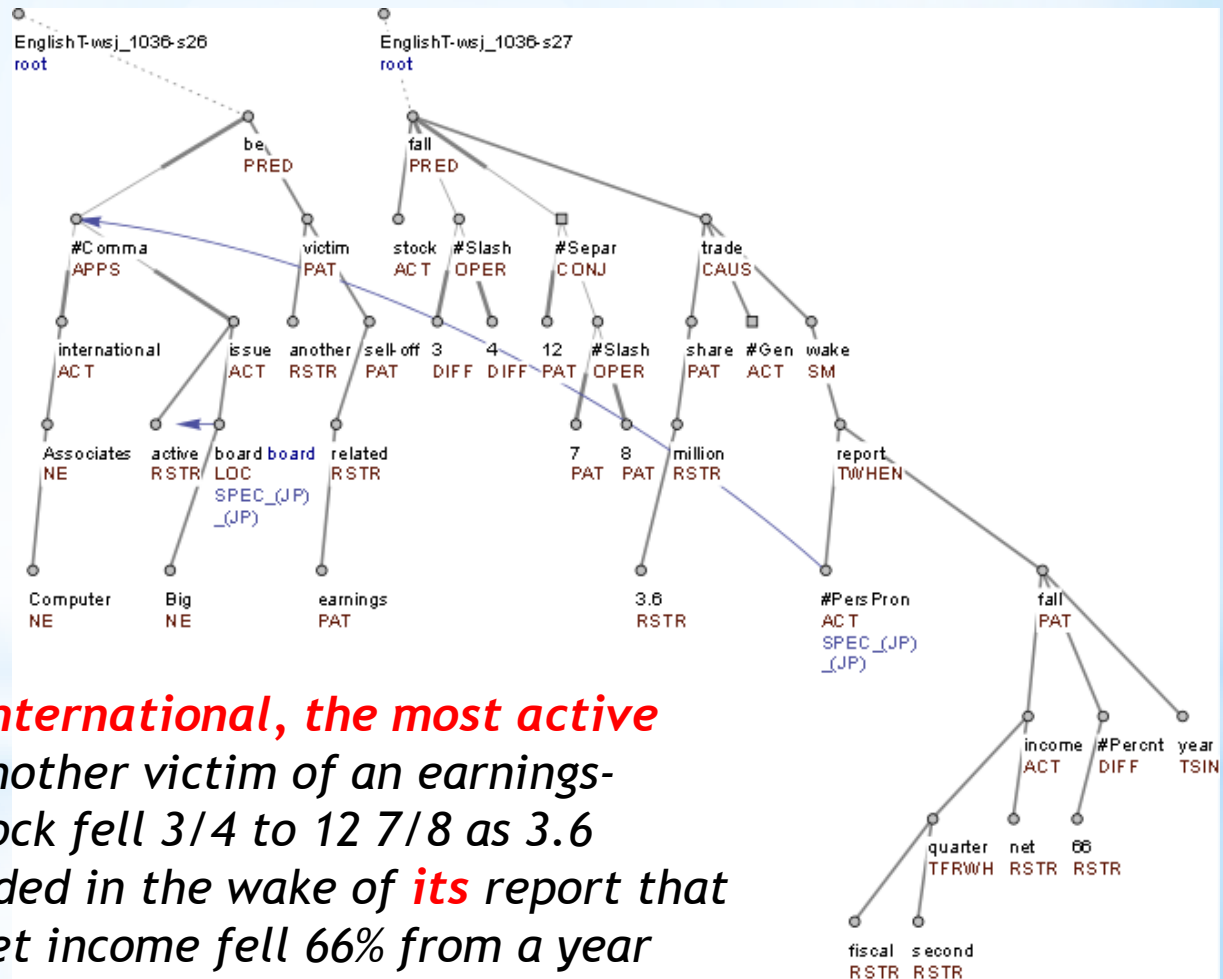 EnglishT-wsj_1036-s26 EnglishT-wsj_1036-s27
root root
be fall
PRED PRED
#Comma victim stock #Slash #Separ trade
APPS PAT ACT OPER CONJ CAUS
international issue another sell-off 3 4 12 #Slash share #Gen wake
ACT ACT RSTR PAT DIFF DIFF PAT OPER PAT ACT SM
Associates active board board related 7 8 million report
NE RSTR LOC RSTR PAT PAT RSTR TWHEN
SPEC_(JP)
_(JP)
Computer Big earnings 3.6 #PersPron fall
NE NE PAT RSTR ACT PAT
SPEC_(JP)
_(JP)
nternational, the most active
income #Percnt year
ACT DIFF TSIN
nother victim of an earnings-
ock fell 3/4 to 12 7/8 as 3.6
quarter net 66
TFRWH RSTR RSTR
ded in the wake of its report that
et income fell 66% from a year
fiscal second
RSTR RSTR